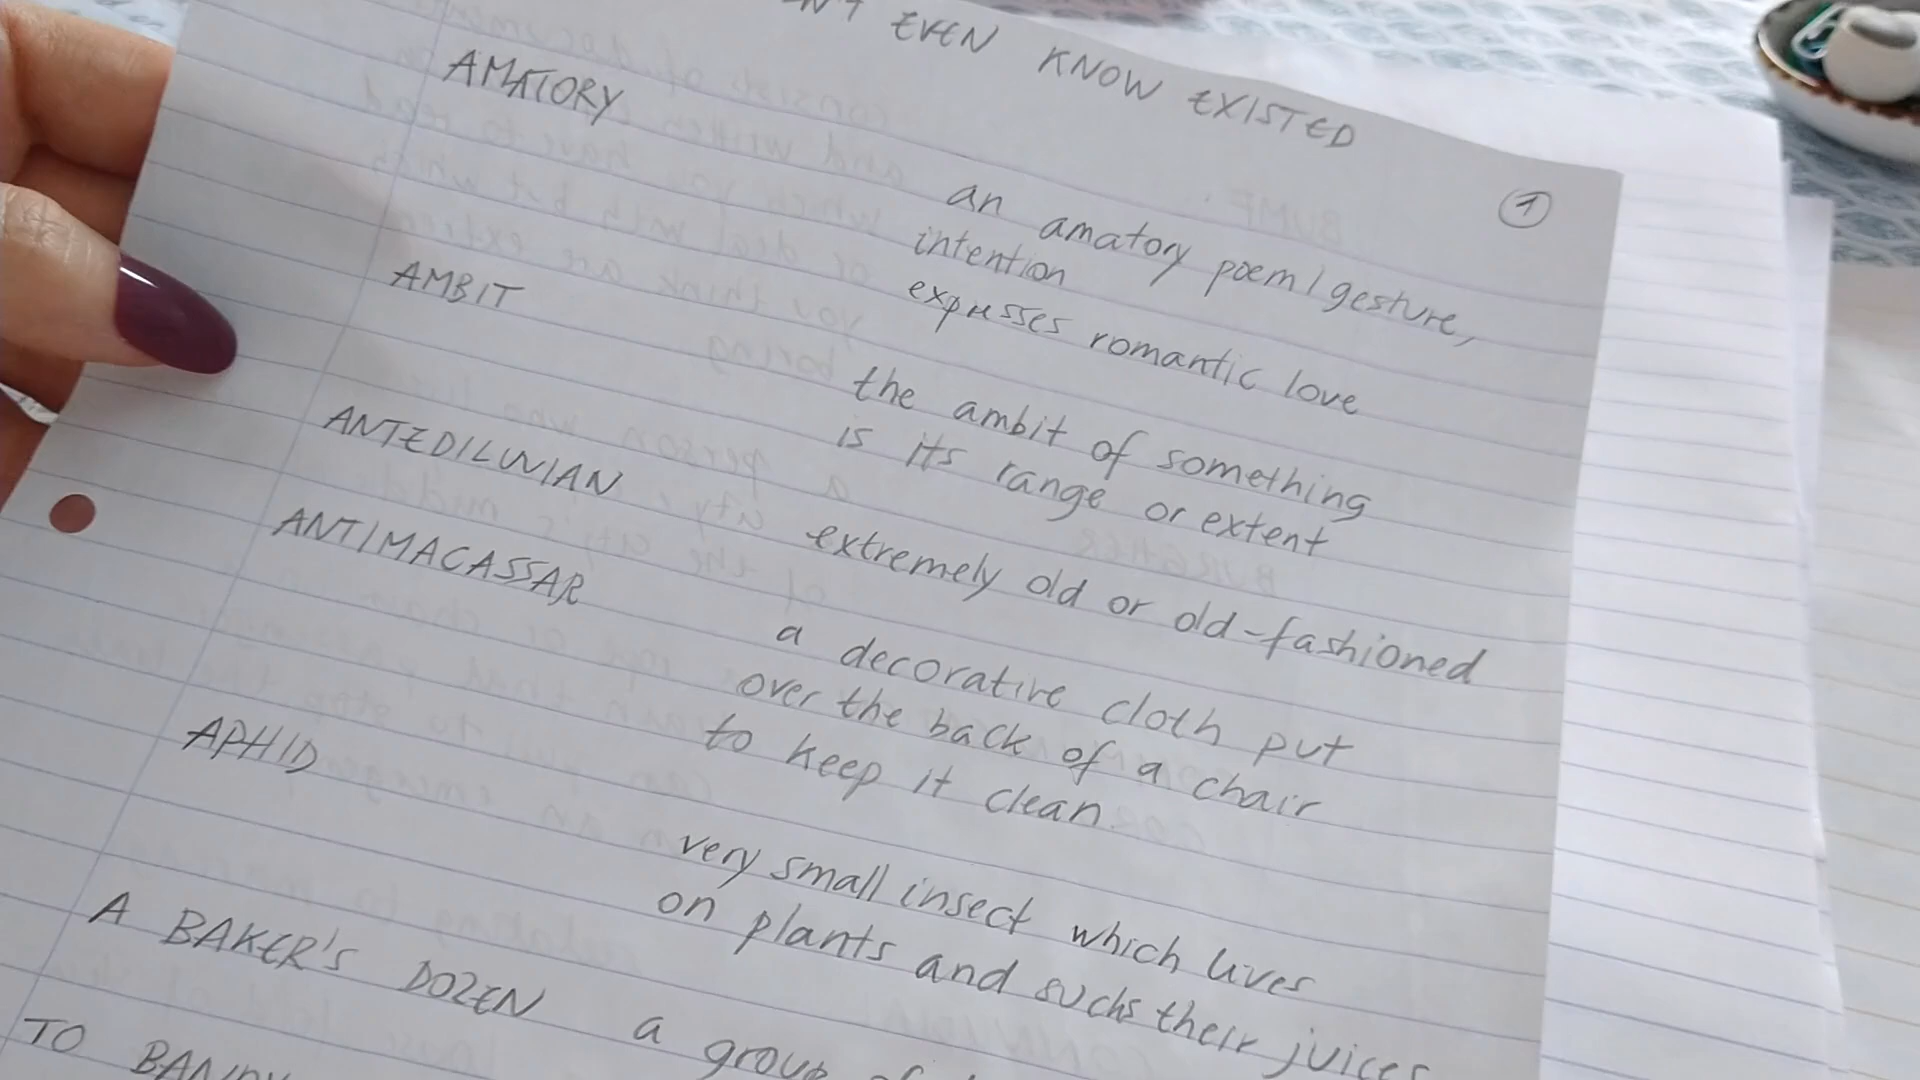 EVEN KNOW EXISTED
1
AMATORY
an amatory poem / gesture,
intention
expresses romantic love
AMBIT
the ambit of something
is its range or extent
ANTEDILUVIAN
extremely old or old-fashioned
ANTIMACASSAR
a decorative cloth put
over the back of a chair
to keep it clean
APHID
very small insect which lives
on plants and sucks their juices
A BAKER'S DOZEN a group
TO